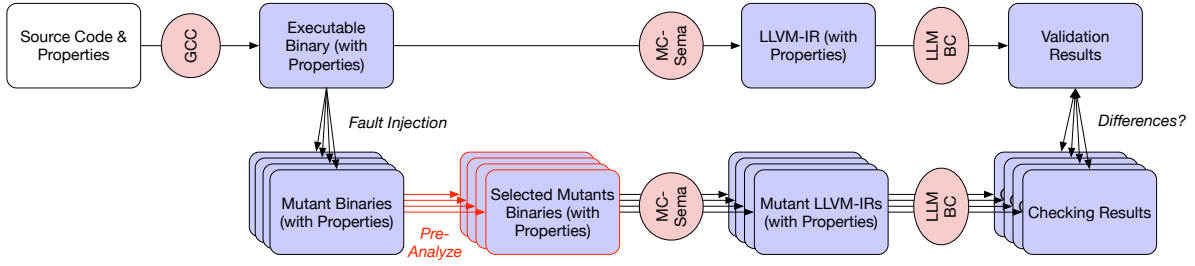 Source Code &
Properties
GCC
Executable
Binary (with
Properties)
MC-
Sema
LLVM-IR (with
Properties)
LLM
BC
Validation
Results
Fault Injection
Differences?
Mutant Binaries
(with Properties)
Pre-
Analyze
Selected Mutants
Binaries (with
Properties)
MC-
Sema
Mutant LLVM-IRs
(with Properties)
LLM
BC
Checking Results